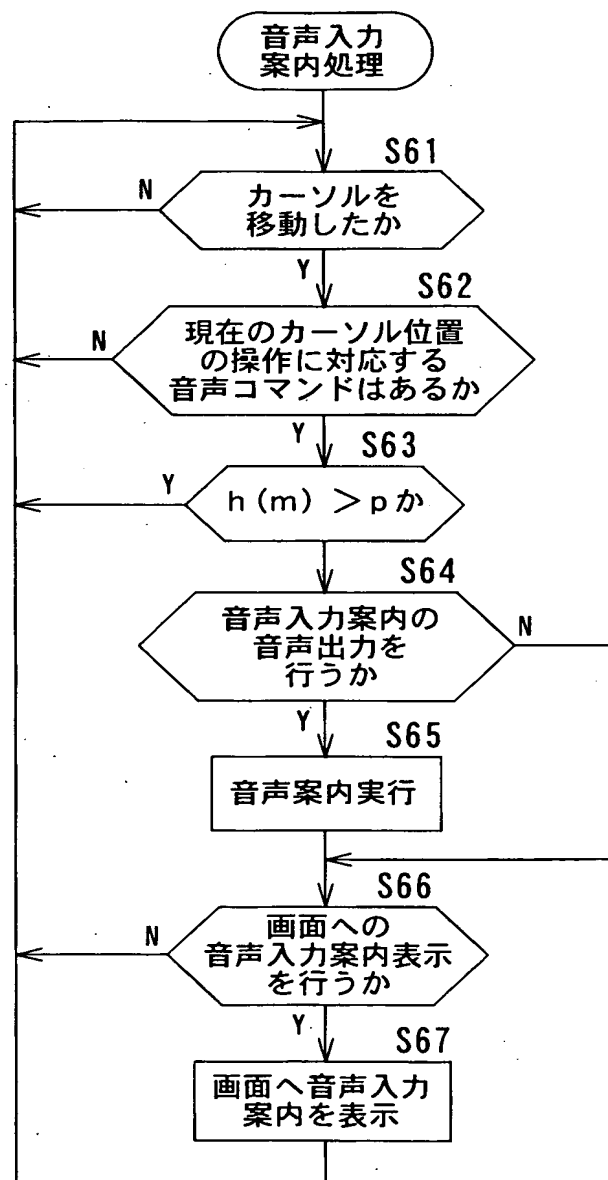 音声入力
案内処理
S61
N
カーソルを
移動したか
Y
S62
N
現在のカーソル位置
の操作に対応する
音声コマンドはあるか
Y
S63
Y
h(m) >pか
S64
音声入力案内の
音声出力を
行うか
N
Y
S65
音声案内実行
S66
N
画面への
音声入力案内表示
を行うか
Y
S67
画面へ音声入力
案内を表示